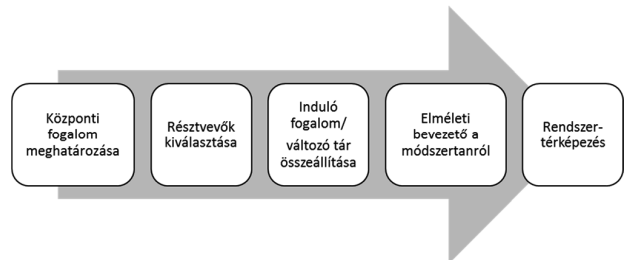 Központi
fogalom
meghatározása
Résztvevők
kiválasztása
Induló
fogalom/
változó tár
összeállítása
Elméleti
bevezető a
módszertanról
Rendszer-
térképezés